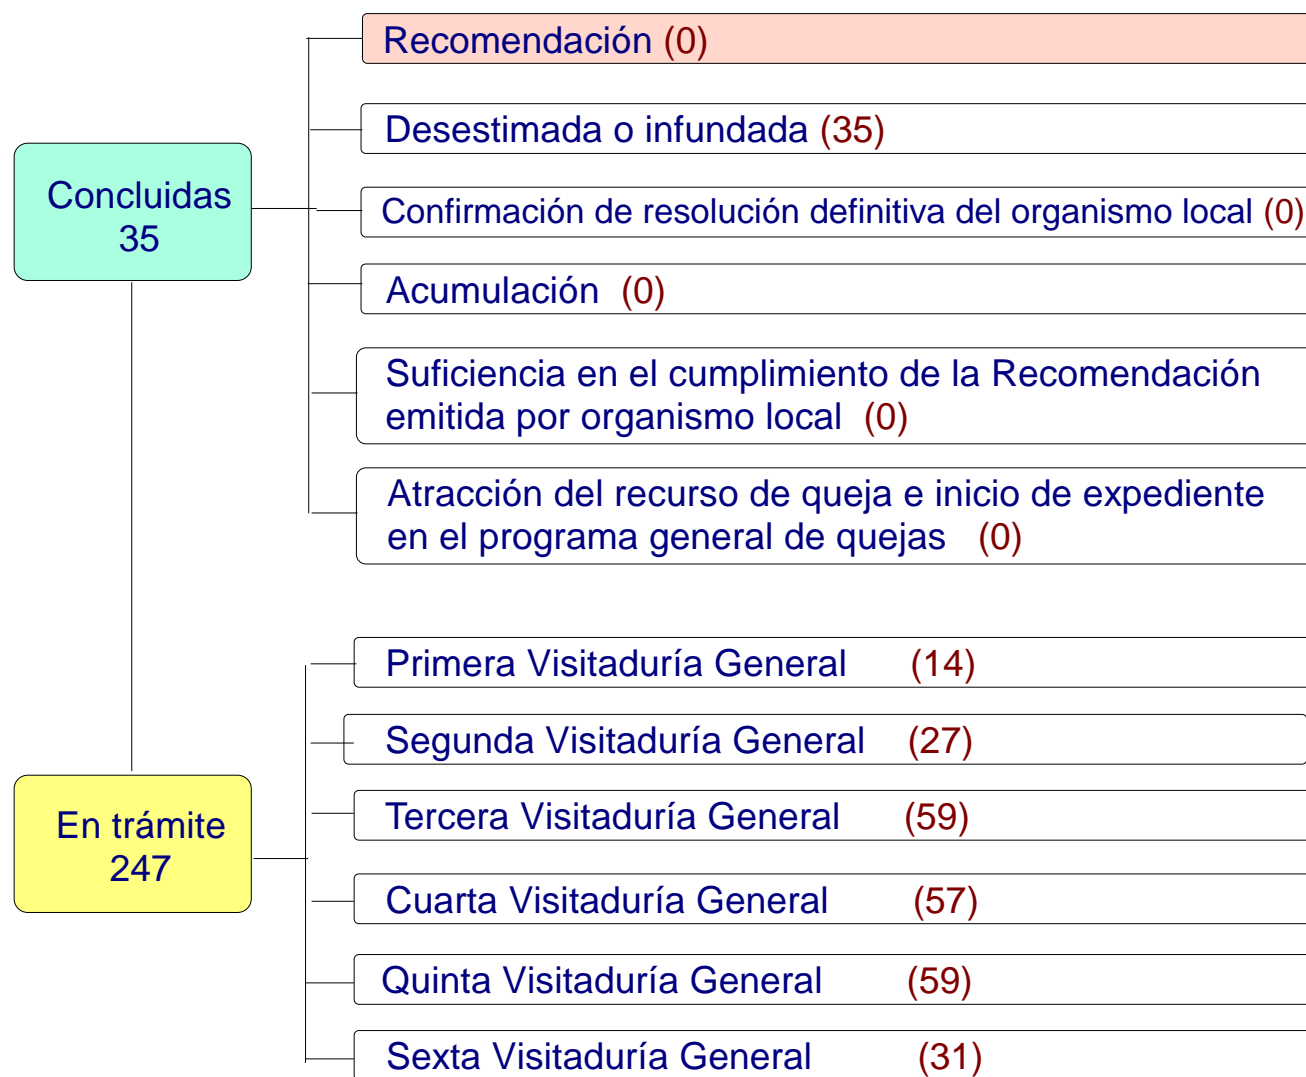 Concluidas
35
Recomendación (0)
Desestimada o infundada (35)
Confirmación de resolución definitiva del organismo local (0)
Acumulación (0)
Suficiencia en el cumplimiento de la Recomendación
emitida por organismo local (0)
Atracción del recurso de queja e inicio de expediente
en el programa general de quejas (0)
En trámite
247
Primera Visitaduría General (14)
Segunda Visitaduría General (27)
Tercera Visitaduría General (59)
Cuarta Visitaduría General (57)
Quinta Visitaduría General (59)
Sexta Visitaduría General (31)